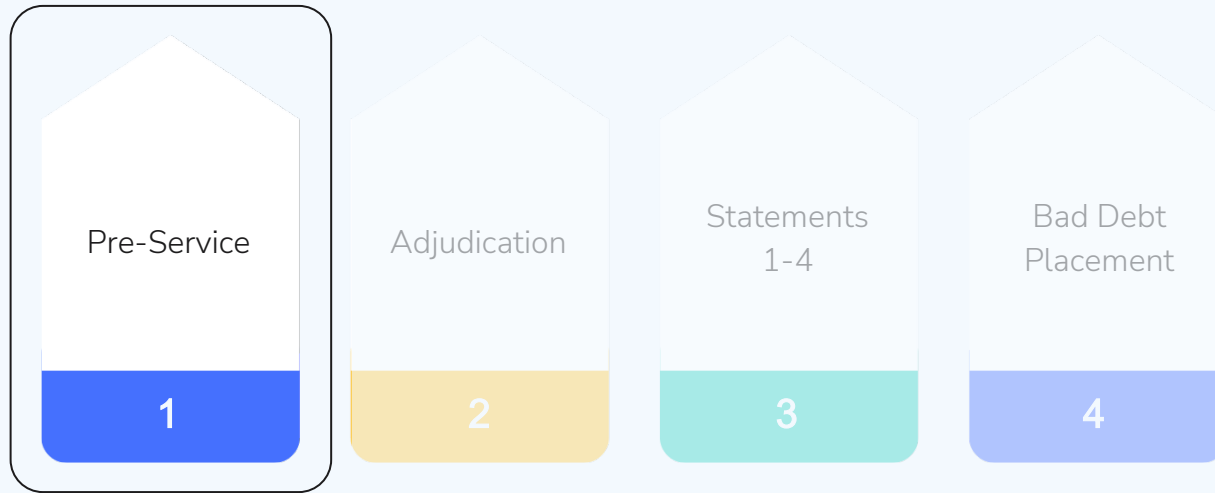 Pre-Service
1
Adjudication
2
Statements
1-4
3
Bad Debt
Placement
4